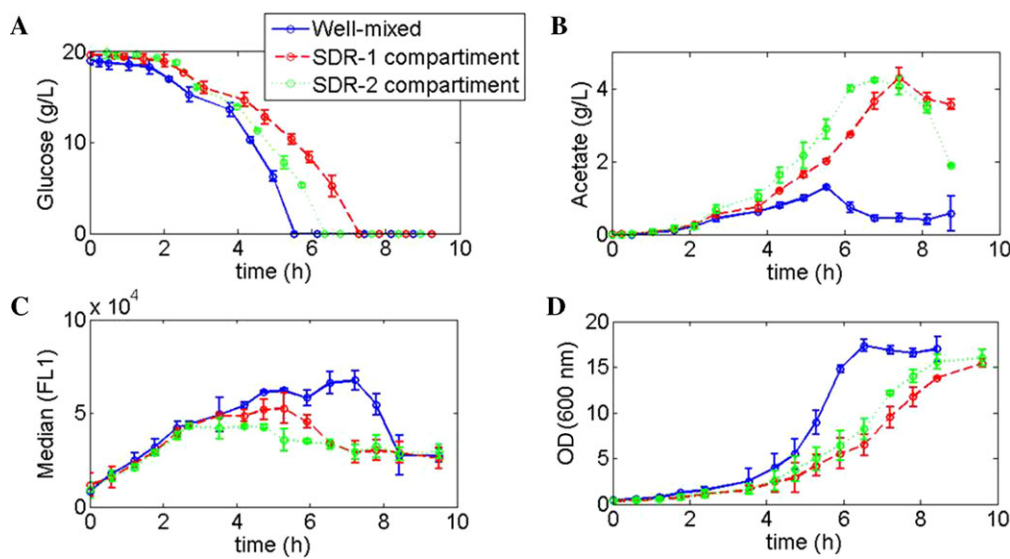 A
Well-mixed
SDR-1 compartiment
SDR-2 compartiment
Glucose (g/L)
20
10
0
0 2 4 6 8 10
time (h)
B
Acetate (g/L)
4
2
0
0 2 4 6 8 10
time (h)
C
x 10⁴
Median (FL1)
10
5
0
0 2 4 6 8 10
time (h)
D
OD (600 nm)
20
15
10
5
0
0 2 4 6 8 10
time (h)